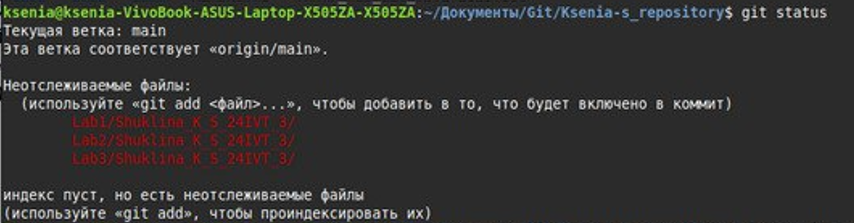 ksenia@ksenia-VivoBook-ASUS-Laptop-X505ZA-X505ZA:~/Документы/Git/Ksenia-s_repository$ git status
Текущая ветка: main
Эта ветка соответствует «origin/main».
Неотслеживаемые файлы:
(используйте «git add <файл>...», чтобы добавить в то, что будет включено в коммит)
Lab1/Shuklina_K_S_24IVT_3/
Lab2/Shuklina_K_S_24IVT_3/
Lab3/Shuklina_K_S_24IVT_3/
индекс пуст, но есть неотслеживаемые файлы
(используйте «git add», чтобы проиндексировать их)